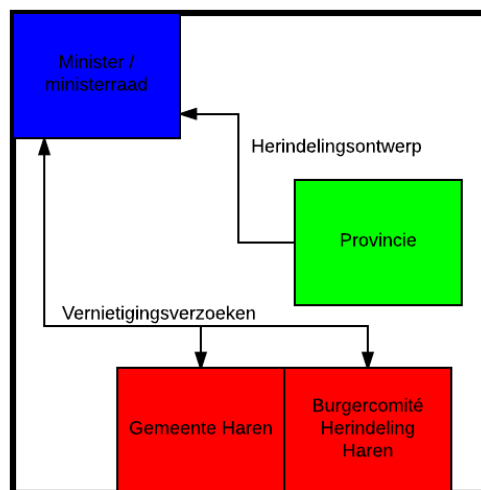 Minister /
ministerraad
Herindelingsontwerp
Provincie
Vernietigingsverzoeken
Gemeente Haren
Burgercomité
Herindeling
Haren